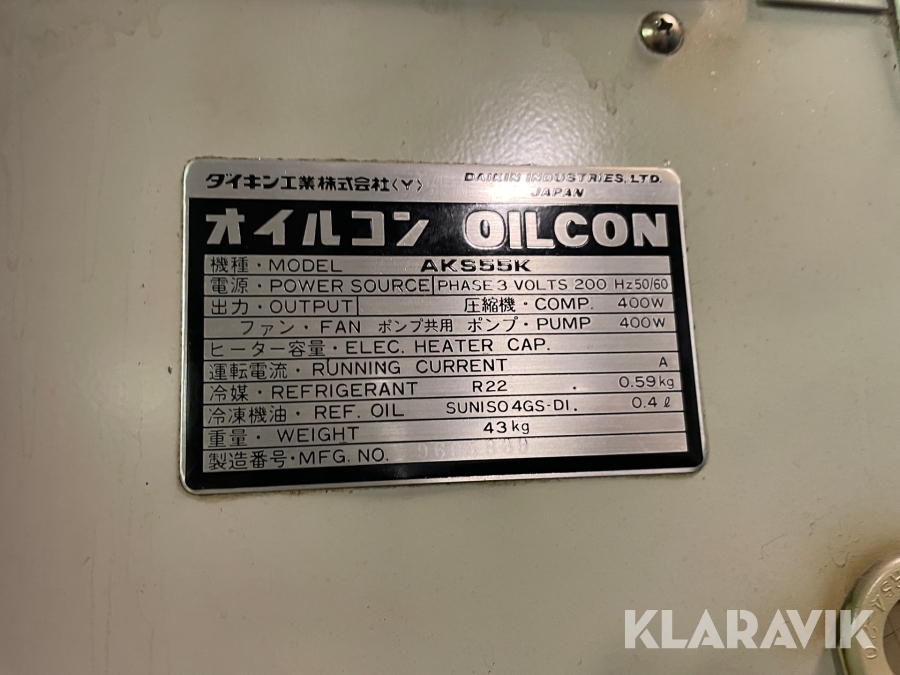 ダイキン工業株式会社〈Y〉 DAIKIN INDUSTRIES, LTD.
JAPAN
オイルコン OILCON
機種・MODEL AKS55K
電源・POWER SOURCE PHASE 3 VOLTS 200 Hz 50/60
出力・OUTPUT 圧縮機・COMP. 400W
ファン・FAN ポンプ共用 ポンプ・PUMP 400W
ヒーター容量・ELEC. HEATER CAP.
運転電流・RUNNING CURRENT A
冷媒・REFRIGERANT R22 . 0.59kg
冷凍機油・REF. OIL SUNISO 4GS-DI. 0.4ℓ
重量・WEIGHT 43kg
製造番号・MFG. NO.
KLARAVIK